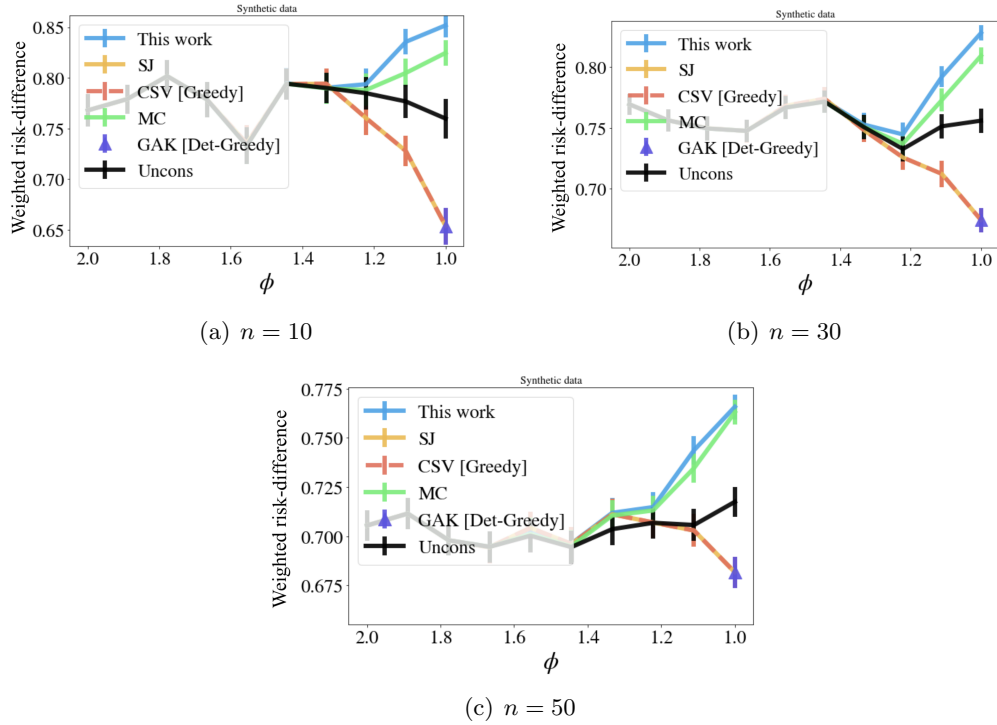 Synthetic data
Weighted risk-difference
0.85
0.80
0.75
0.70
0.65
This work
SJ
CSV [Greedy]
MC
GAK [Det-Greedy]
Uncons
2.0 1.8 1.6 1.4 1.2 1.0
ϕ
(a) n = 10
Synthetic data
Weighted risk-difference
0.80
0.75
0.70
This work
SJ
CSV [Greedy]
MC
GAK [Det-Greedy]
Uncons
2.0 1.8 1.6 1.4 1.2 1.0
ϕ
(b) n = 30
Synthetic data
Weighted risk-difference
0.775
0.750
0.725
0.700
0.675
This work
SJ
CSV [Greedy]
MC
GAK [Det-Greedy]
Uncons
2.0 1.8 1.6 1.4 1.2 1.0
ϕ
(c) n = 50